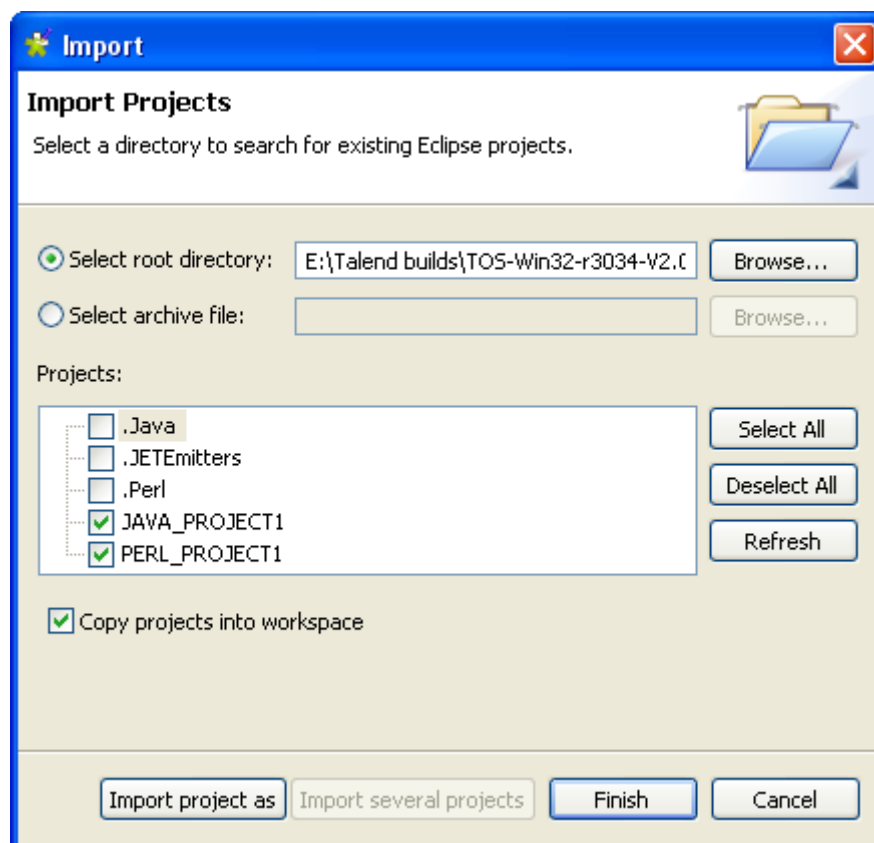 Import
Import Projects
Select a directory to search for existing Eclipse projects.
Select root directory: E:\Talend builds\TOS-Win32-r3034-V2.0 Browse...
Select archive file: Browse...
Projects:
.Java
.JETEmitters
.Perl
JAVA_PROJECT1
PERL_PROJECT1
Select All
Deselect All
Refresh
Copy projects into workspace
Import project as Import several projects Finish Cancel